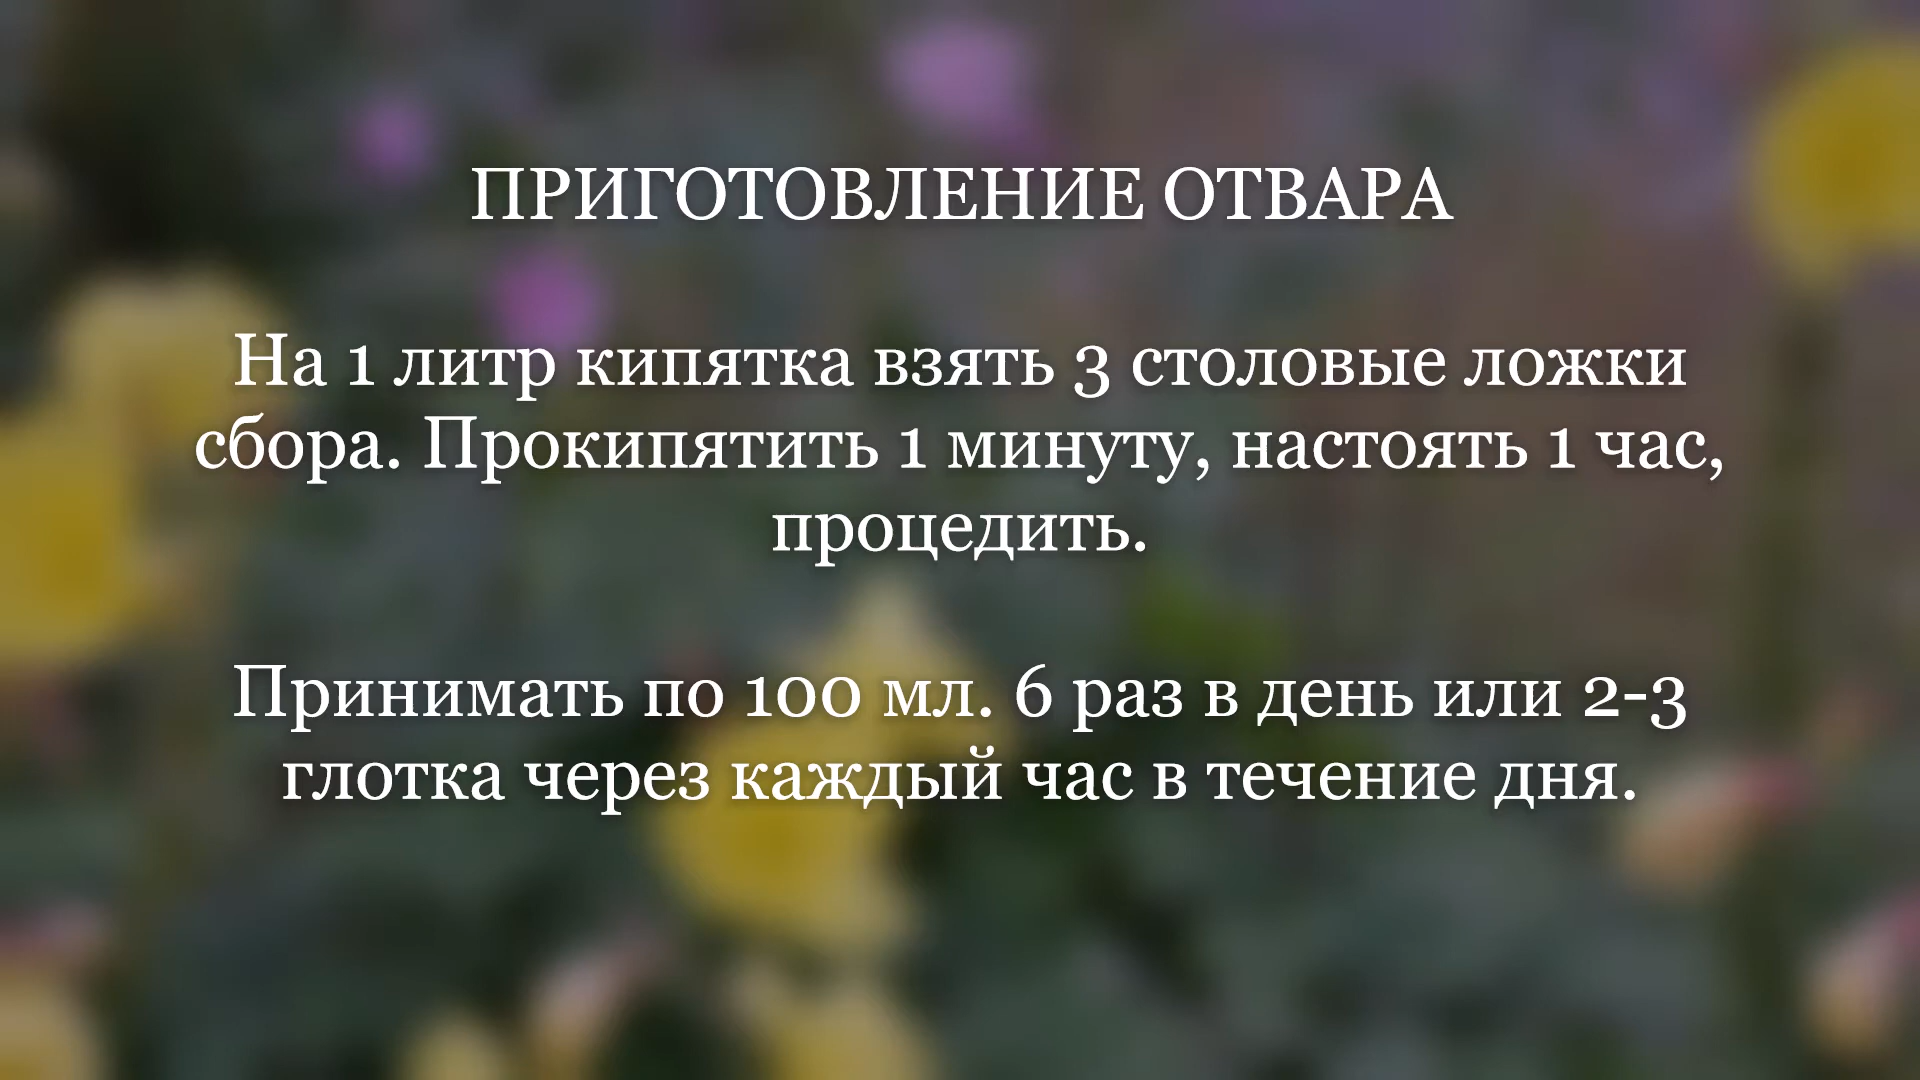 ПРИГОТОВЛЕНИЕ ОТВАРА
На 1 литр кипятка взять 3 столовые ложки
сбора. Прокипятить 1 минуту, настоять 1 час,
процедить.
Принимать по 100 мл. 6 раз в день или 2-3
глотка через каждый час в течение дня.